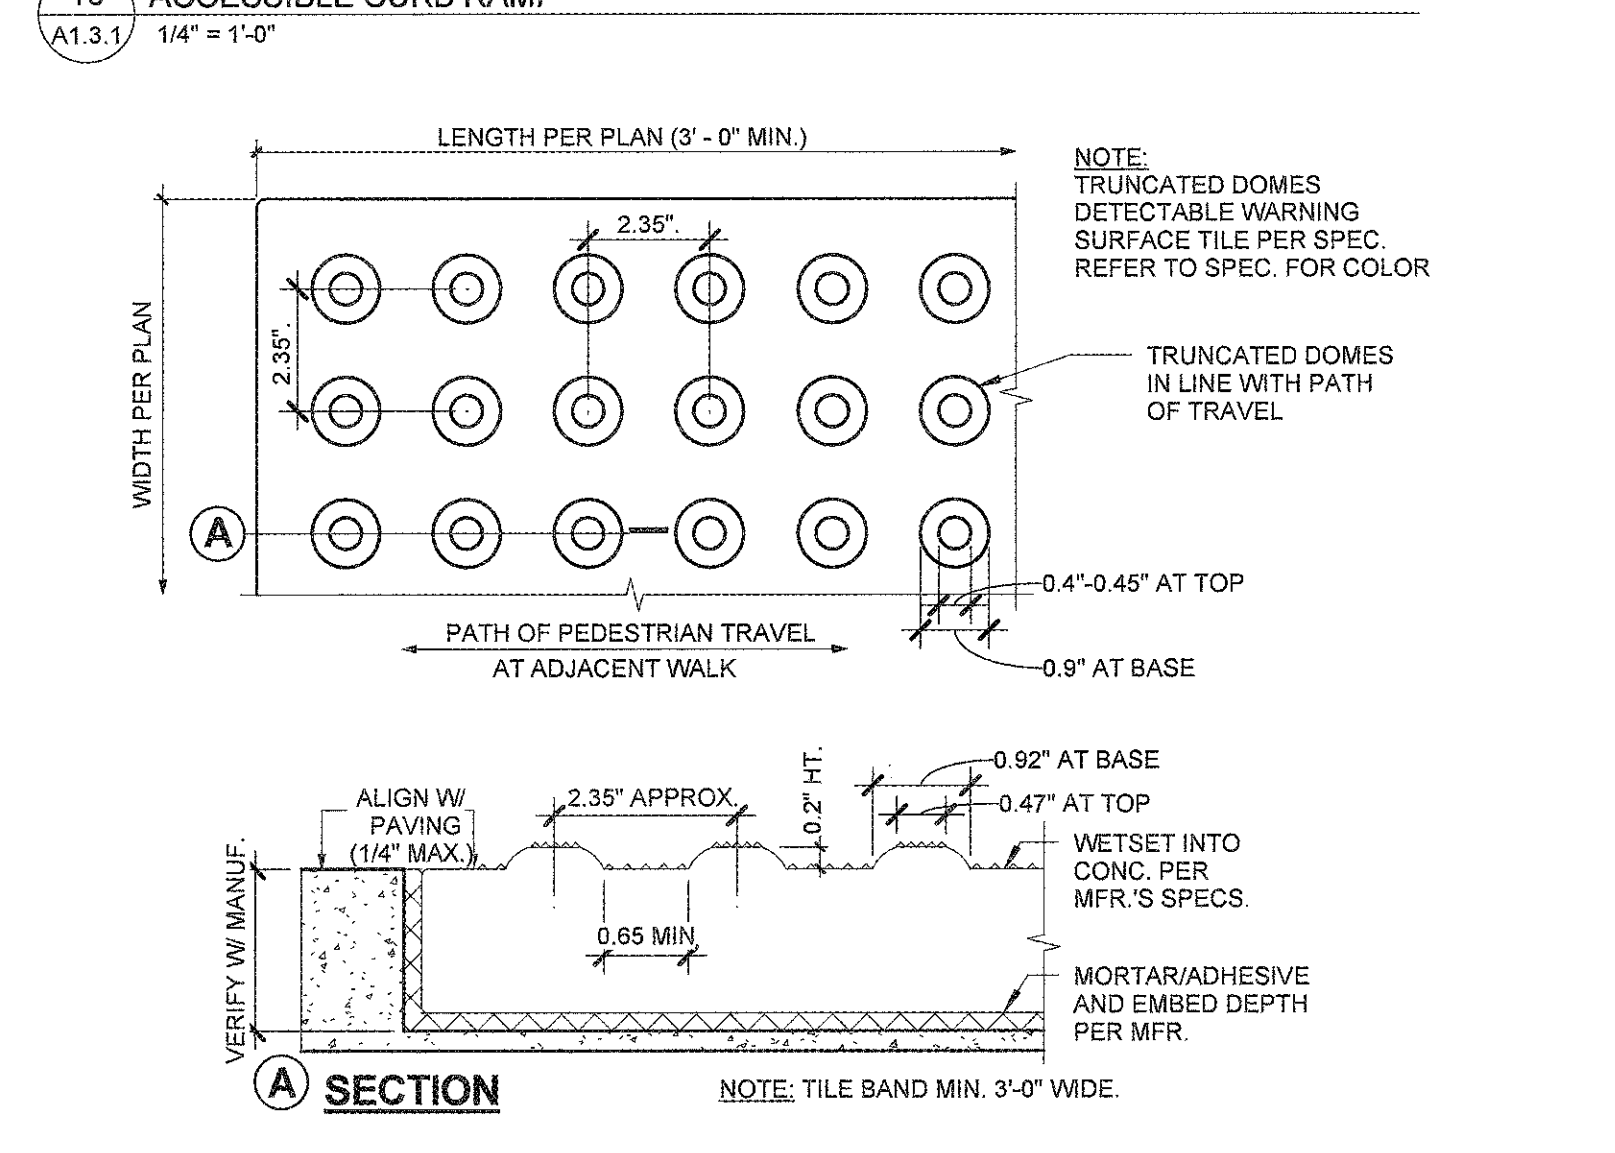 A1.3.1
1/4" = 1'-0"
LENGTH PER PLAN (3' - 0" MIN.)
NOTE:
TRUNCATED DOMES
DETECTABLE WARNING
SURFACE TILE PER SPEC.
REFER TO SPEC. FOR COLOR
2.35".
2.35".
WIDTH PER PLAN
TRUNCATED DOMES
IN LINE WITH PATH
OF TRAVEL
A
0.4"-0.45" AT TOP
PATH OF PEDESTRIAN TRAVEL
AT ADJACENT WALK
0.9" AT BASE
0.92" AT BASE
0.47" AT TOP
0.2" HT.
2.35" APPROX.
ALIGN W/
PAVING
(1/4" MAX.)
WETSET INTO
CONC. PER
MFR.'S SPECS.
VERIFY W/ MANUF.
0.65 MIN,
MORTAR/ADHESIVE
AND EMBED DEPTH
PER MFR.
A SECTION
NOTE: TILE BAND MIN. 3'-0" WIDE.